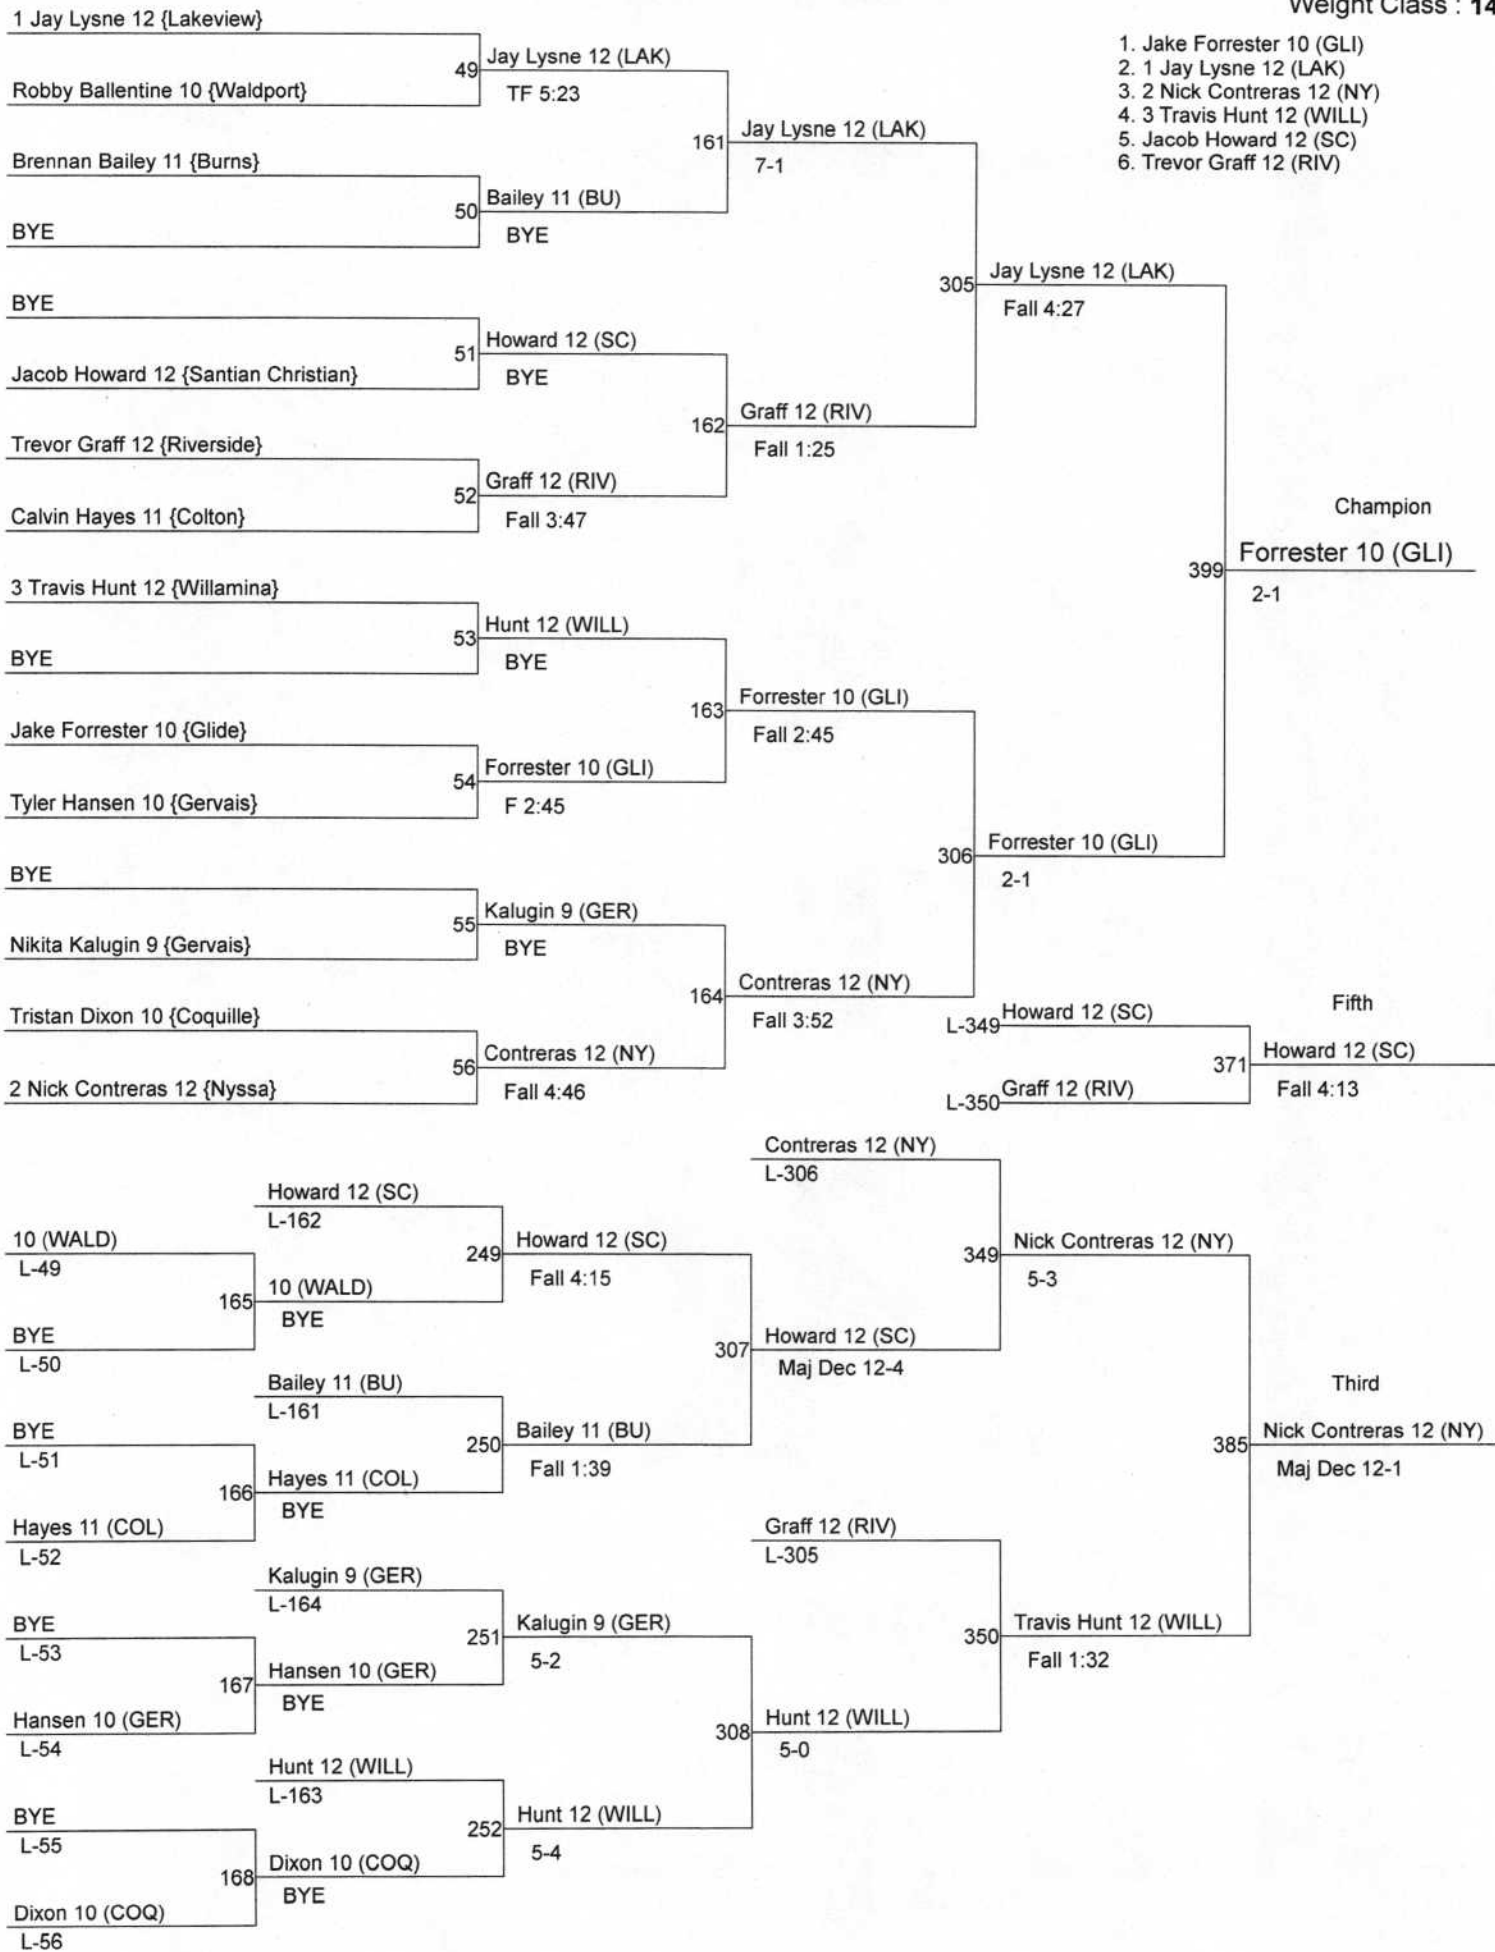 Weight Class : 14
1. Jake Forrester 10 (GLI)
2. 1 Jay Lysne 12 (LAK)
3. 2 Nick Contreras 12 (NY)
4. 3 Travis Hunt 12 (WILL)
5. Jacob Howard 12 (SC)
6. Trevor Graff 12 (RIV)
1 Jay Lysne 12 {Lakeview}
49 Jay Lysne 12 (LAK)
TF 5:23
Robby Ballentine 10 {Waldport}
161 Jay Lysne 12 (LAK)
7-1
Brennan Bailey 11 {Burns}
50 Bailey 11 (BU)
BYE
BYE
305 Jay Lysne 12 (LAK)
Fall 4:27
BYE
51 Howard 12 (SC)
BYE
Jacob Howard 12 {Santian Christian}
162 Graff 12 (RIV)
Fall 1:25
Trevor Graff 12 {Riverside}
52 Graff 12 (RIV)
Fall 3:47
Calvin Hayes 11 {Colton}
Champion
399 Forrester 10 (GLI)
2-1
3 Travis Hunt 12 {Willamina}
53 Hunt 12 (WILL)
BYE
BYE
163 Forrester 10 (GLI)
Fall 2:45
Jake Forrester 10 {Glide}
54 Forrester 10 (GLI)
F 2:45
Tyler Hansen 10 {Gervais}
306 Forrester 10 (GLI)
2-1
BYE
55 Kalugin 9 (GER)
BYE
Nikita Kalugin 9 {Gervais}
164 Contreras 12 (NY)
Fall 3:52
Tristan Dixon 10 {Coquille}
56 Contreras 12 (NY)
Fall 4:46
2 Nick Contreras 12 {Nyssa}
Fifth
L-349 Howard 12 (SC)
371 Howard 12 (SC)
Fall 4:13
L-350 Graff 12 (RIV)
Contreras 12 (NY)
L-306
Howard 12 (SC)
L-162
10 (WALD)
L-49
249 Howard 12 (SC)
Fall 4:15
349 Nick Contreras 12 (NY)
5-3
165 10 (WALD)
BYE
BYE
L-50
307 Howard 12 (SC)
Maj Dec 12-4
Bailey 11 (BU)
L-161
Third
BYE
L-51
250 Bailey 11 (BU)
Fall 1:39
385 Nick Contreras 12 (NY)
Maj Dec 12-1
166 Hayes 11 (COL)
BYE
Hayes 11 (COL)
L-52
Graff 12 (RIV)
L-305
Kalugin 9 (GER)
L-164
BYE
L-53
251 Kalugin 9 (GER)
5-2
350 Travis Hunt 12 (WILL)
Fall 1:32
167 Hansen 10 (GER)
BYE
Hansen 10 (GER)
L-54
308 Hunt 12 (WILL)
5-0
Hunt 12 (WILL)
L-163
BYE
L-55
252 Hunt 12 (WILL)
5-4
168 Dixon 10 (COQ)
BYE
Dixon 10 (COQ)
L-56